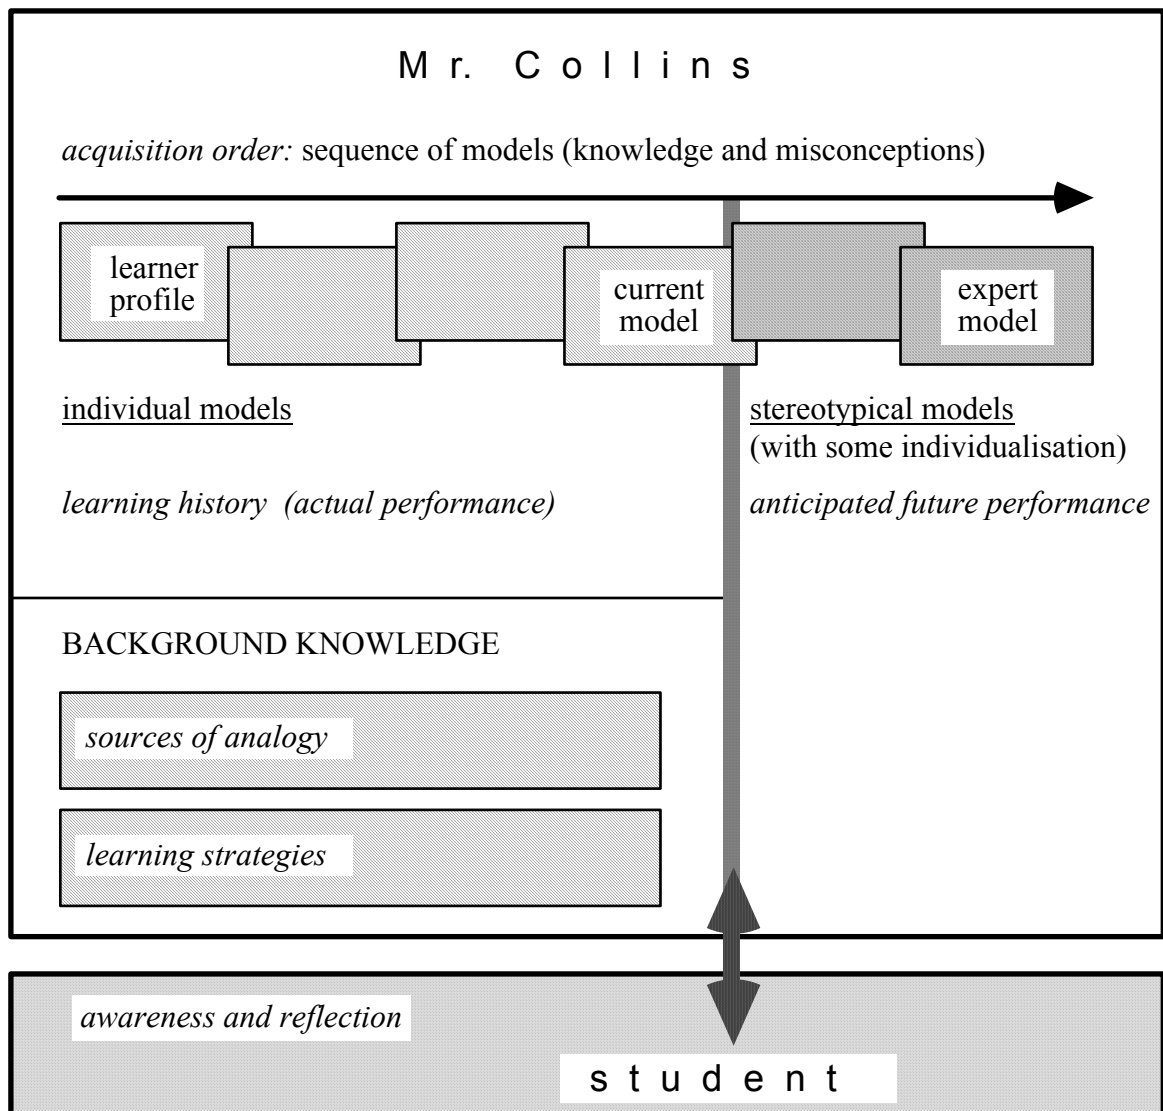 Mr. Collins
acquisition order: sequence of models (knowledge and misconceptions)
learner
profile
current
model
expert
model
individual models
stereotypical models
(with some individualisation)
learning history (actual performance)
anticipated future performance
BACKGROUND KNOWLEDGE
sources of analogy
learning strategies
awareness and reflection
student